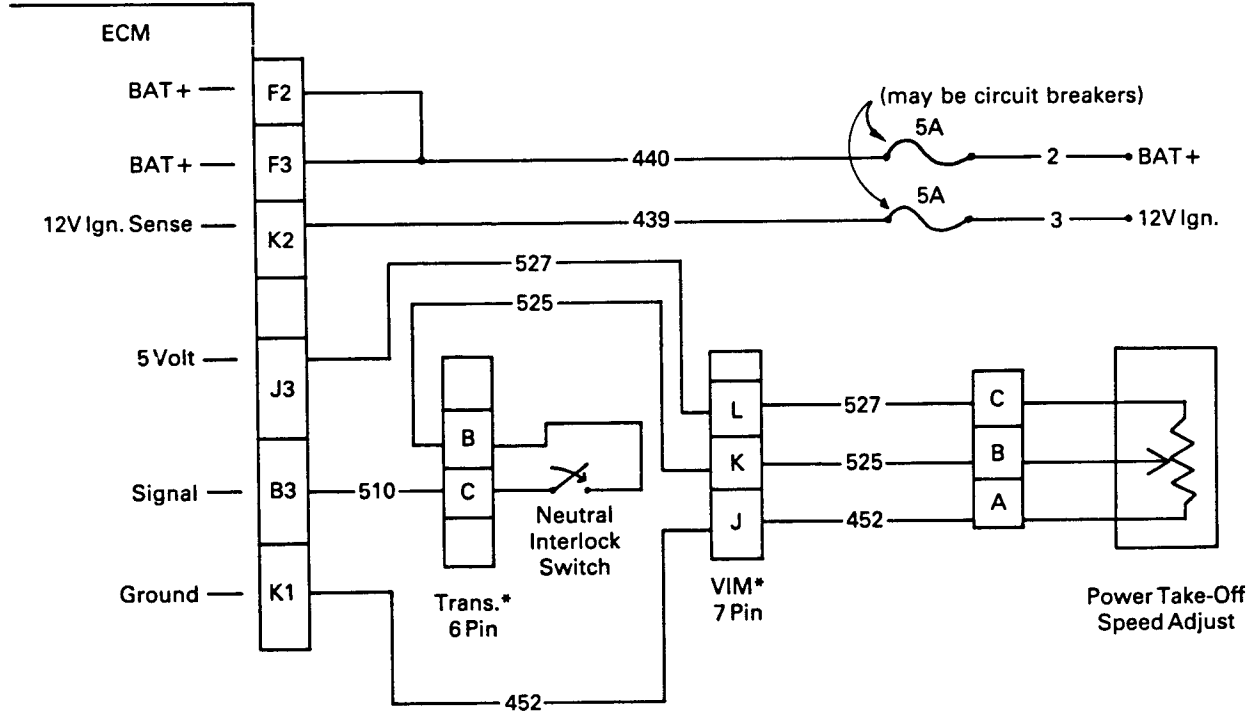 ECM
BAT+
F2
(may be circuit breakers)
5A
BAT+
F3
440
2
BAT+
5A
12V Ign. Sense
K2
439
3
12V Ign.
527
525
5 Volt
J3
L
527
C
B
K
525
B
Signal
B3
510
C
A
Neutral
Interlock
Switch
J
452
Ground
K1
Trans.*
6 Pin
VIM*
7 Pin
Power Take-Off
Speed Adjust
452